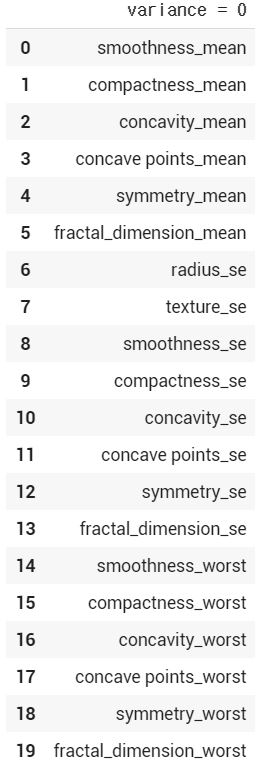 variance = 0
0 smoothness_mean
1 compactness_mean
2 concavity_mean
3 concave points_mean
4 symmetry_mean
5 fractal_dimension_mean
6 radius_se
7 texture_se
8 smoothness_se
9 compactness_se
10 concavity_se
11 concave points_se
12 symmetry_se
13 fractal_dimension_se
14 smoothness_worst
15 compactness_worst
16 concavity_worst
17 concave points_worst
18 symmetry_worst
19 fractal_dimension_worst